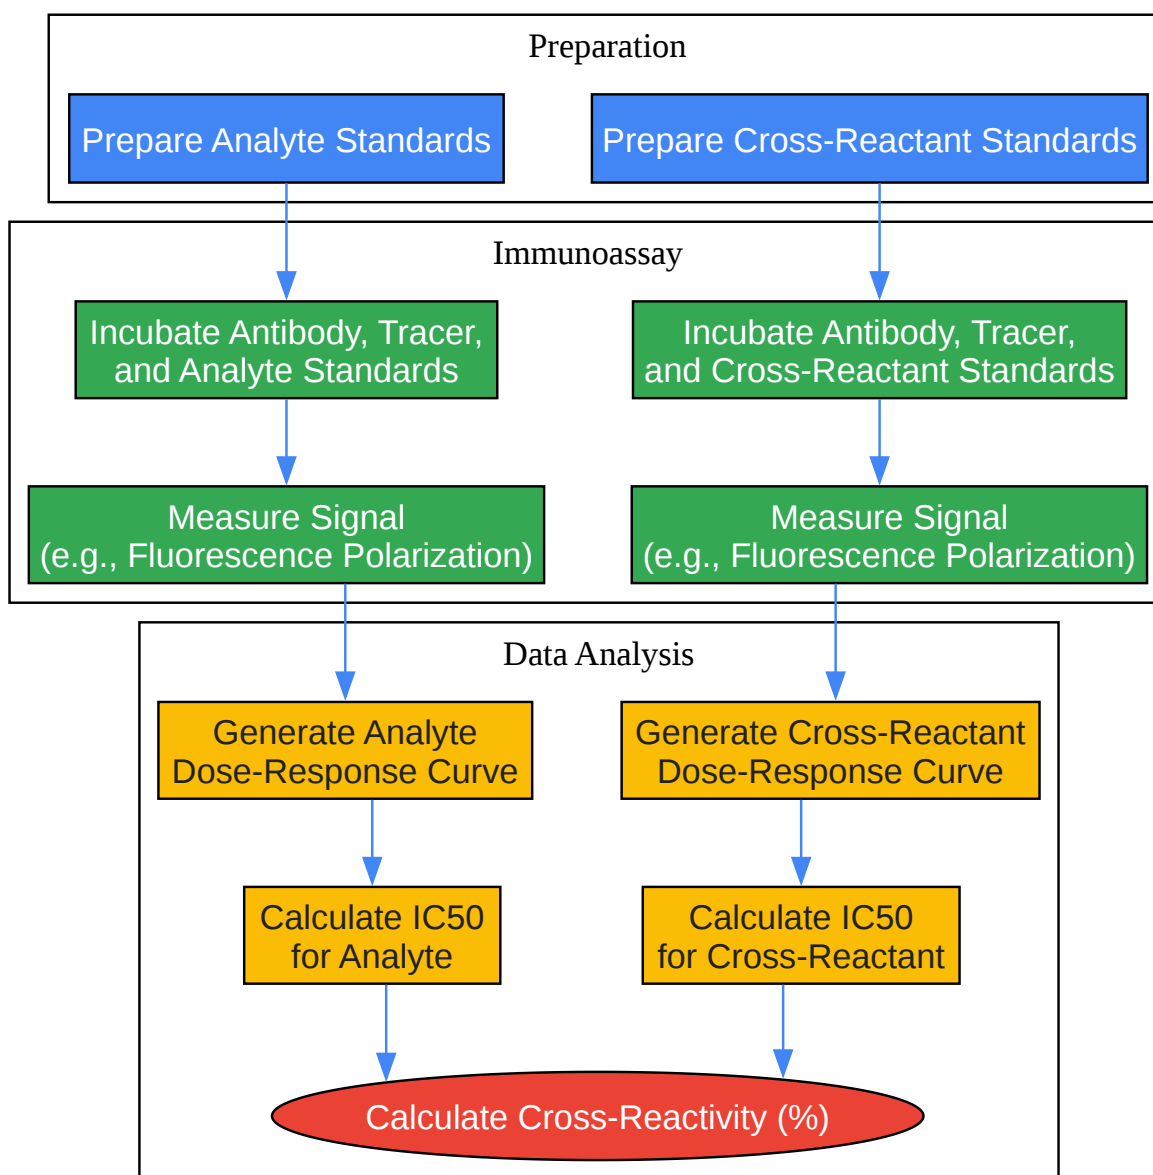 Preparation
Prepare Analyte Standards
Prepare Cross-Reactant Standards
Immunoassay
Incubate Antibody, Tracer,
and Analyte Standards
Incubate Antibody, Tracer,
and Cross-Reactant Standards
Measure Signal
(e.g., Fluorescence Polarization)
Measure Signal
(e.g., Fluorescence Polarization)
Data Analysis
Generate Analyte
Dose-Response Curve
Generate Cross-Reactant
Dose-Response Curve
Calculate IC50
for Analyte
Calculate IC50
for Cross-Reactant
Calculate Cross-Reactivity (%)